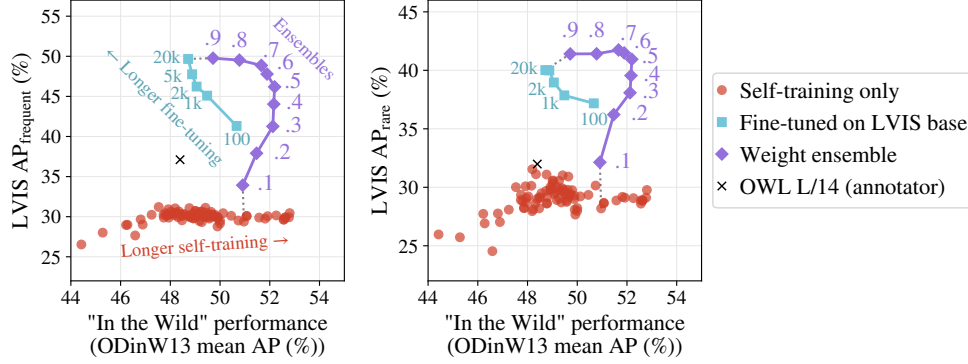 LVIS AP_frequent (%)
55
50
45
40
35
30
25
.9
.8
.7
.6
.5
.4
.3
.2
.1
Ensembles
20k
5k
2k
1k
100
← Longer fine-tuning
Longer self-training →
44
46
48
50
52
54
"In the Wild" performance
(ODinW13 mean AP (%))
LVIS AP_rare (%)
45
40
35
30
25
.9
.8
.7
.6
.5
.4
.3
.2
.1
20k
2k
1k
100
44
46
48
50
52
54
"In the Wild" performance
(ODinW13 mean AP (%))
Self-training only
Fine-tuned on LVIS base
Weight ensemble
OWL L/14 (annotator)